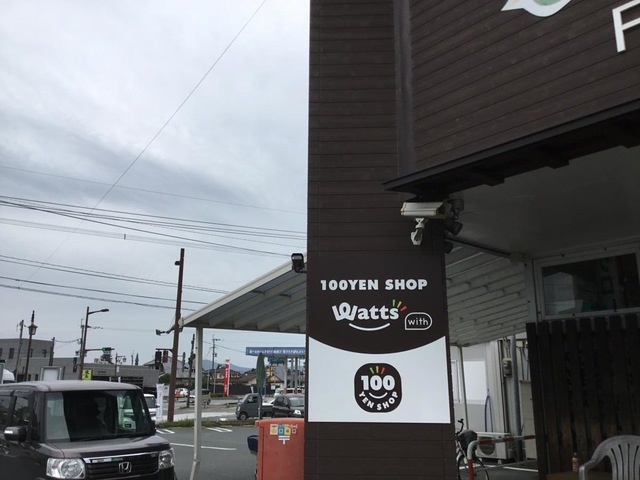 F
100YEN SHOP
Watts
with
100
YEN SHOP